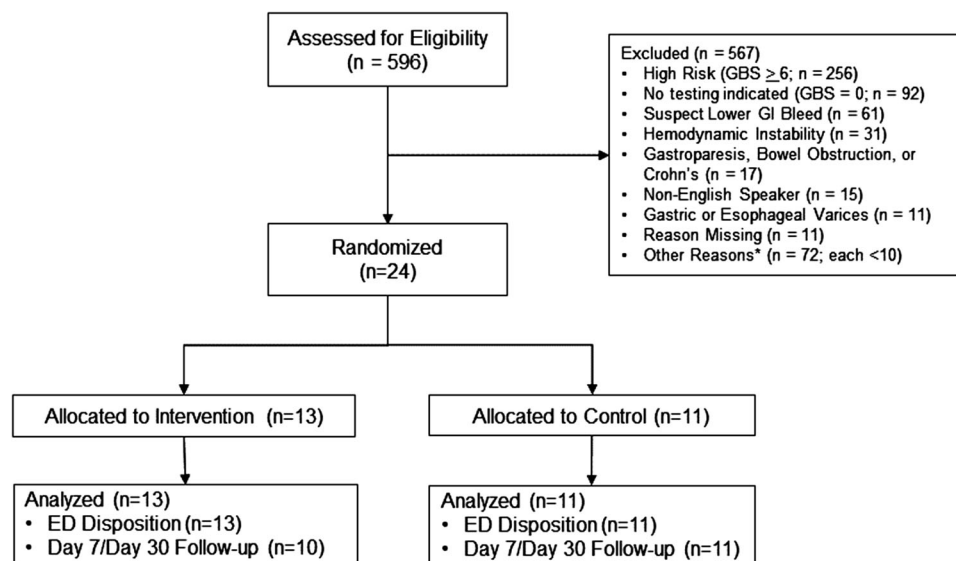 Assessed for Eligibility
(n = 596)
Excluded (n = 567)
• High Risk (GBS ≥6; n = 256)
• No testing indicated (GBS = 0; n = 92)
• Suspect Lower GI Bleed (n = 61)
• Hemodynamic Instability (n = 31)
• Gastroparesis, Bowel Obstruction, or
Crohn's (n = 17)
• Non-English Speaker (n = 15)
• Gastric or Esophageal Varices (n = 11)
• Reason Missing (n = 11)
• Other Reasons* (n = 72; each <10)
Randomized
(n=24)
Allocated to Intervention (n=13)
Allocated to Control (n=11)
Analyzed (n=13)
• ED Disposition (n=13)
• Day 7/Day 30 Follow-up (n=10)
Analyzed (n=11)
• ED Disposition (n=11)
• Day 7/Day 30 Follow-up (n=11)